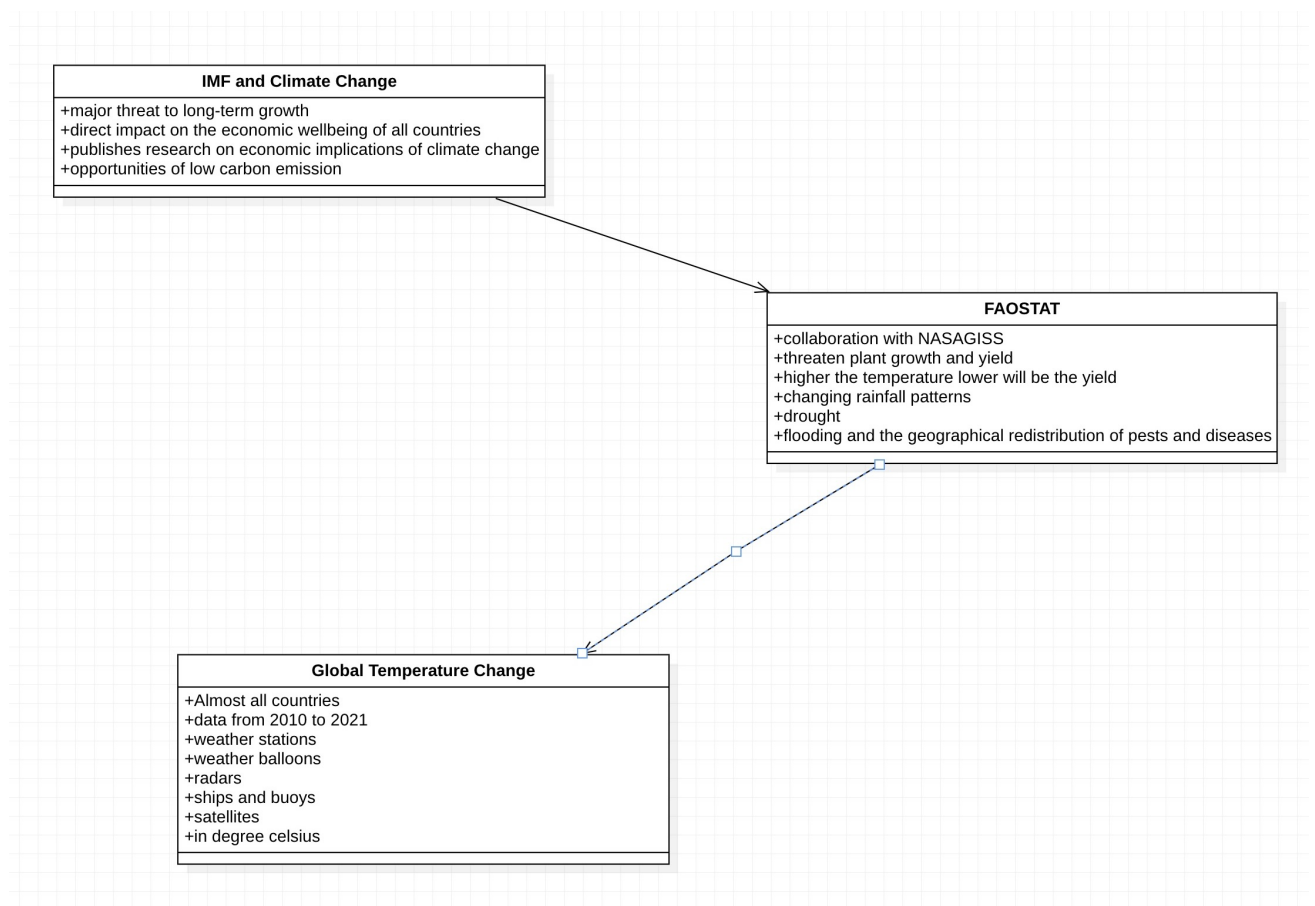 IMF and Climate Change
+major threat to long-term growth
+direct impact on the economic wellbeing of all countries
+publishes research on economic implications of climate change
+opportunities of low carbon emission
FAOSTAT
+collaboration with NASAGISS
+threaten plant growth and yield
+higher the temperature lower will be the yield
+changing rainfall patterns
+drought
+flooding and the geographical redistribution of pests and diseases
Global Temperature Change
+Almost all countries
+data from 2010 to 2021
+weather stations
+weather balloons
+radars
+ships and buoys
+satellites
+in degree celsius